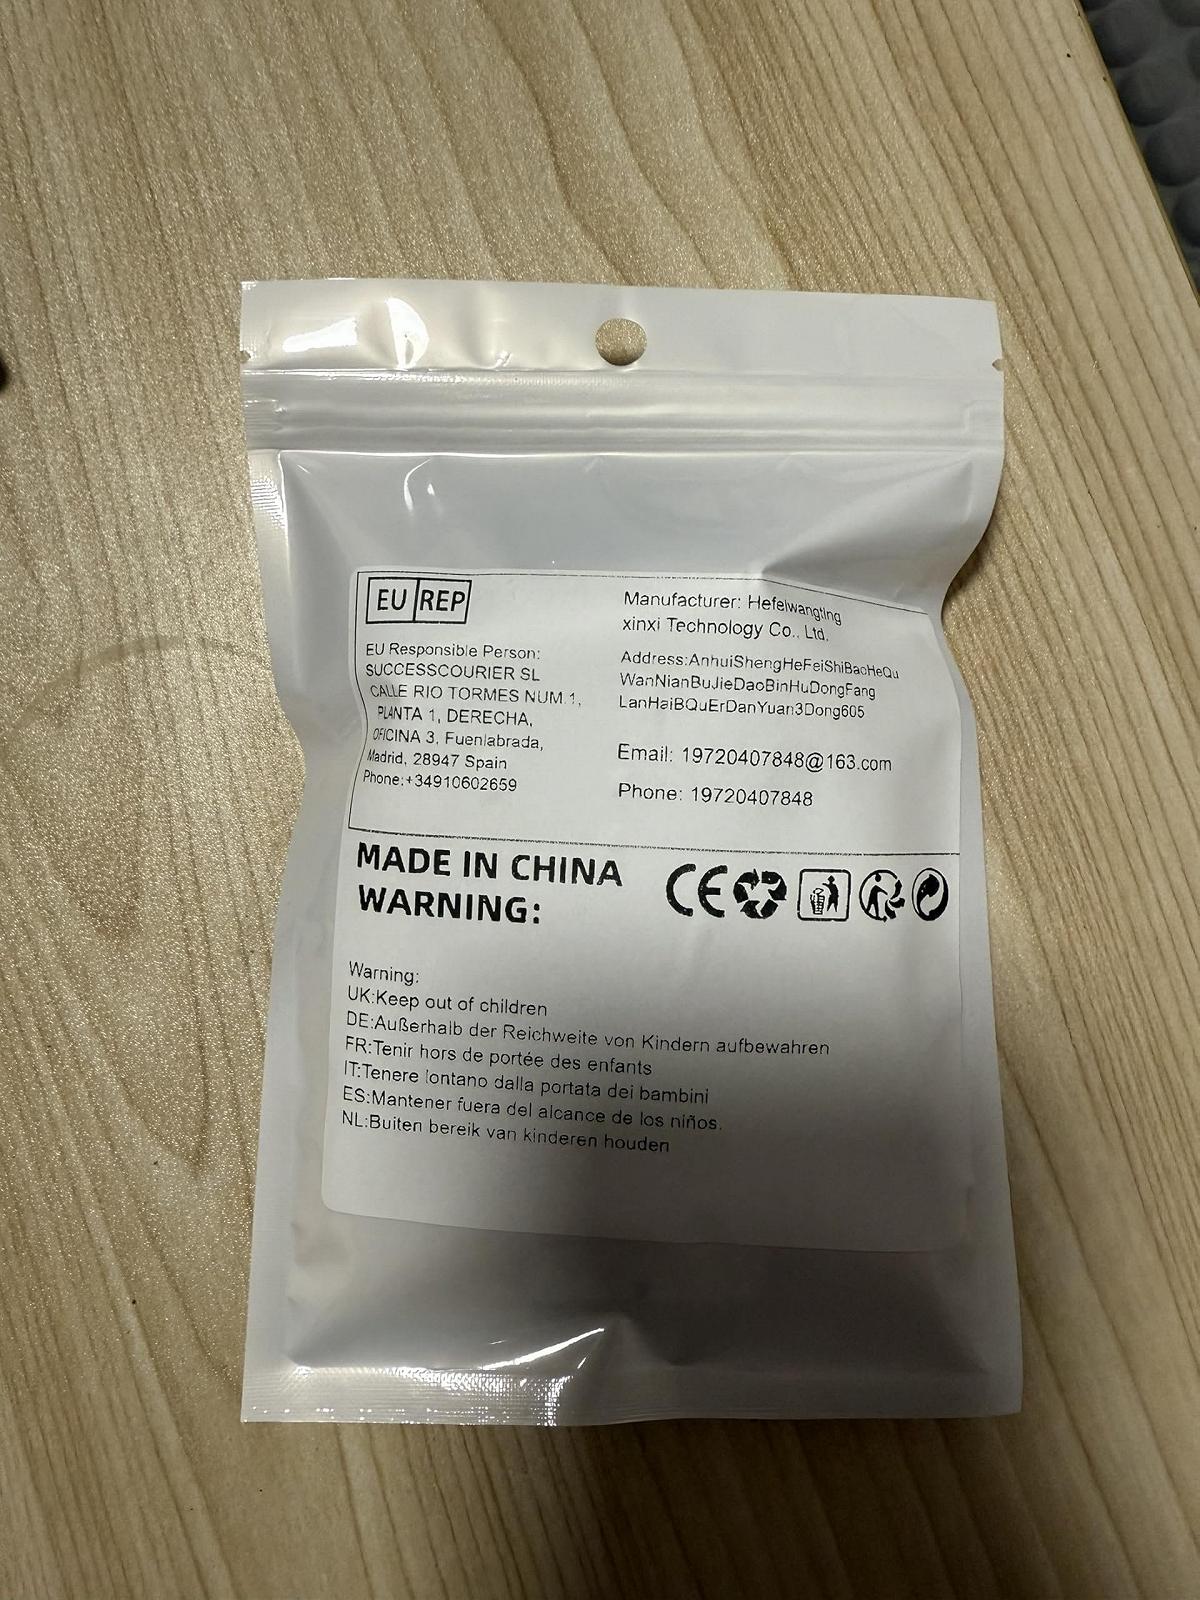 EU REP
EU Responsible Person:
SUCCESSCOURIER SL
CALLE RIO TORMES NUM.1,
PLANTA 1, DERECHA,
OFICINA 3, Fuenlabrada,
Madrid, 28947 Spain
Phone:+34910602659
Manufacturer: Hefeiwangting
xinxi Technology Co., Ltd.
Address:AnhuiShengHeFeiShiBaoHeQu
WanNianBuJieDaoBinHuDongFang
LanHaiBQuErDanYuan3Dong605
Email: 19720407848@163.com
Phone: 19720407848
MADE IN CHINA
WARNING:
CE
Warning:
UK:Keep out of children
DE:Außerhalb der Reichweite von Kindern aufbewahren
FR:Tenir hors de portée des enfants
IT:Tenere lontano dalla portata dei bambini
ES:Mantener fuera del alcance de los niños.
NL:Buiten bereik van kinderen houden